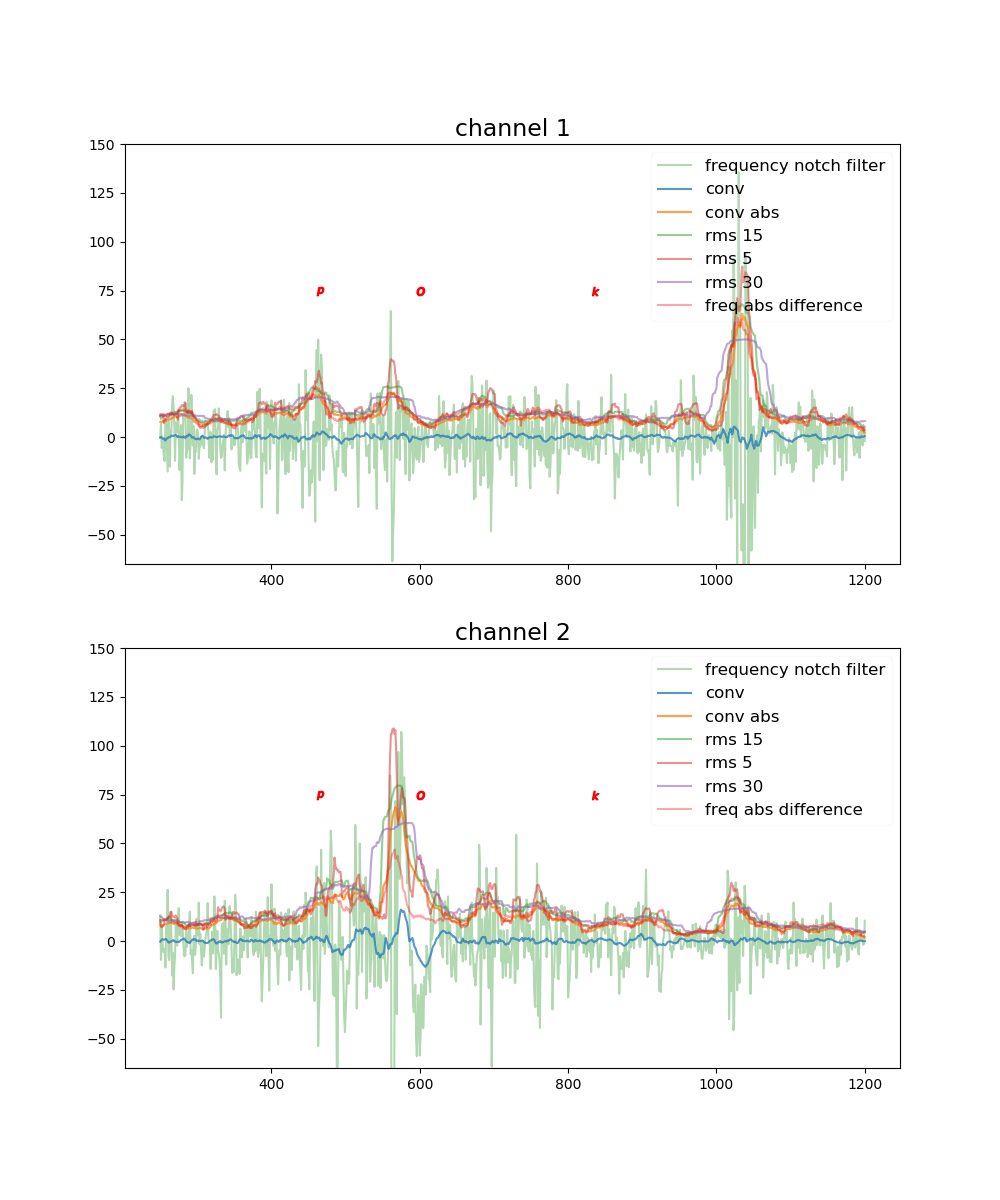 channel 1
150
125
100
75
50
25
0
−25
−50
frequency notch filter
conv
conv abs
rms 15
rms 5
rms 30
freq abs difference
P O k
400 600 800 1000 1200
channel 2
150
125
100
75
50
25
0
−25
−50
frequency notch filter
conv
conv abs
rms 15
rms 5
rms 30
freq abs difference
P O k
400 600 800 1000 1200